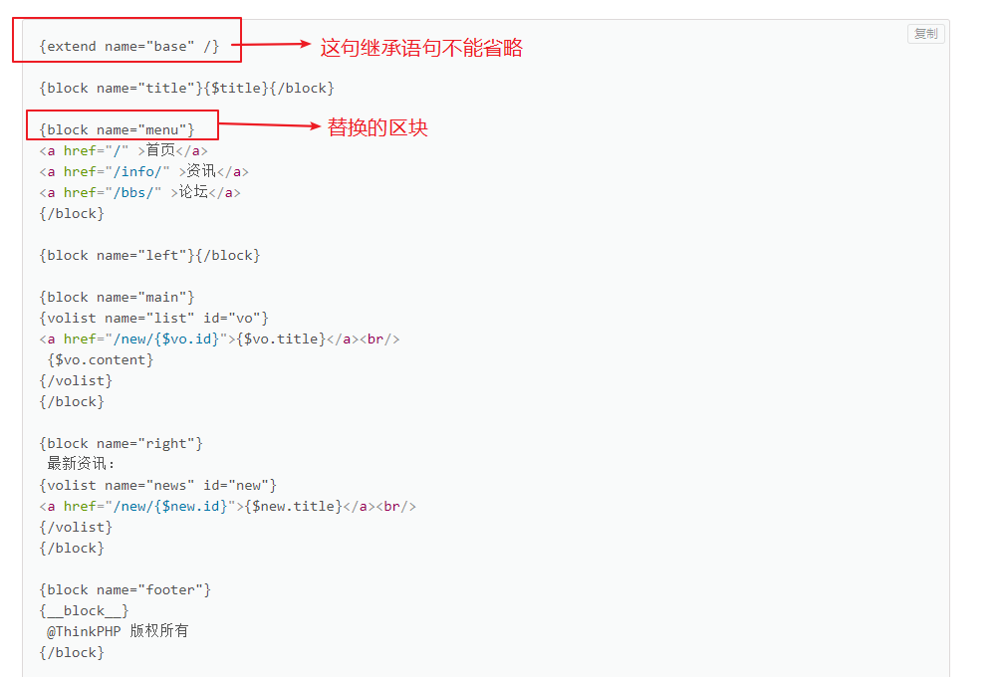 复制
{extend name="base" /} 这句继承语句不能省略
{block name="title"}{$title}{/block}
{block name="menu"} 替换的区块
<a href="/" >首页</a>
<a href="/info/" >资讯</a>
<a href="/bbs/" >论坛</a>
{/block}
{block name="left"}{/block}
{block name="main"}
{volist name="list" id="vo"}
<a href="/new/{$vo.id}">{$vo.title}</a><br/>
{$vo.content}
{/volist}
{/block}
{block name="right"}
最新资讯：
{volist name="news" id="new"}
<a href="/new/{$new.id}">{$new.title}</a><br/>
{/volist}
{/block}
{block name="footer"}
{__block__}
@ThinkPHP 版权所有
{/block}